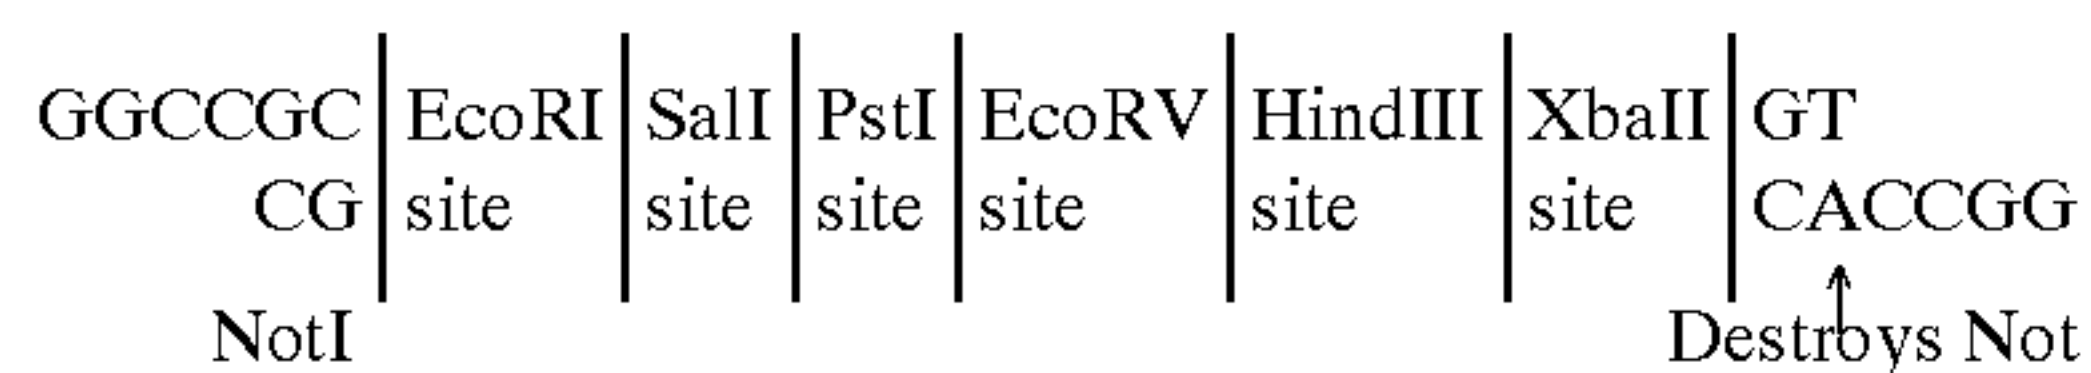 GGCCGC EcoRI SalI PstI EcoRV HindIII XbaII GT
CG site site site site site site CACCGG
NotI Destroys Not